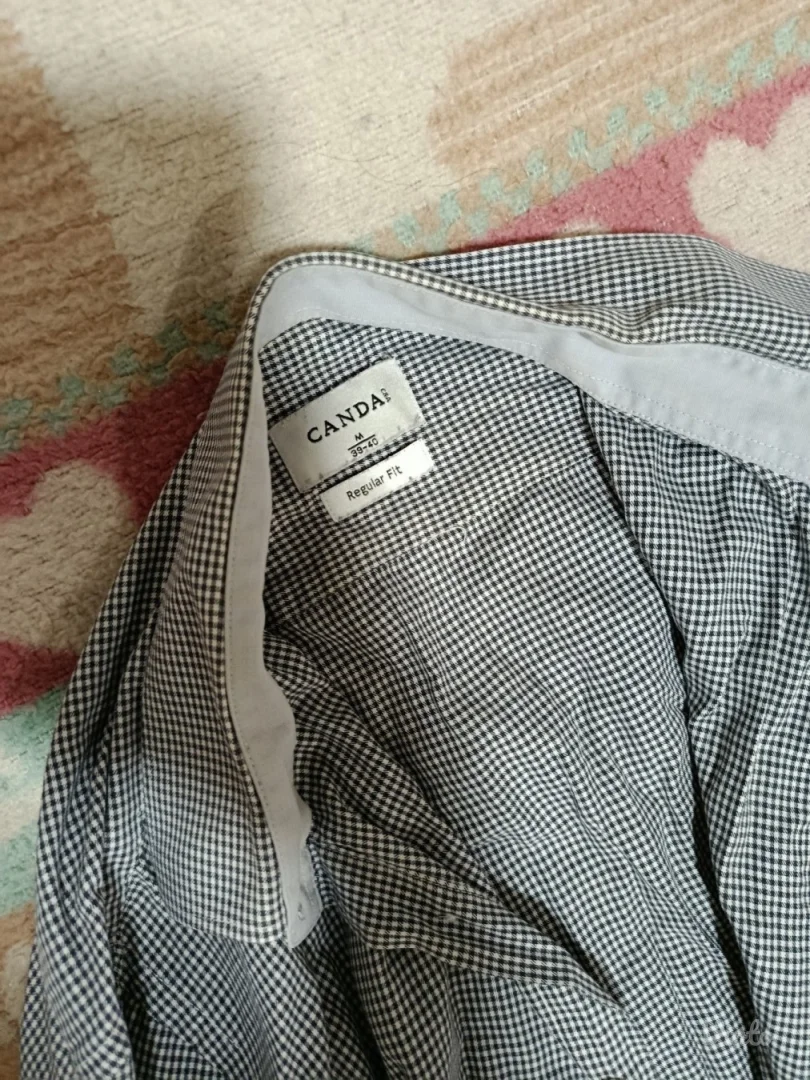 CANDA
C&A
M
39-40
Regular Fit